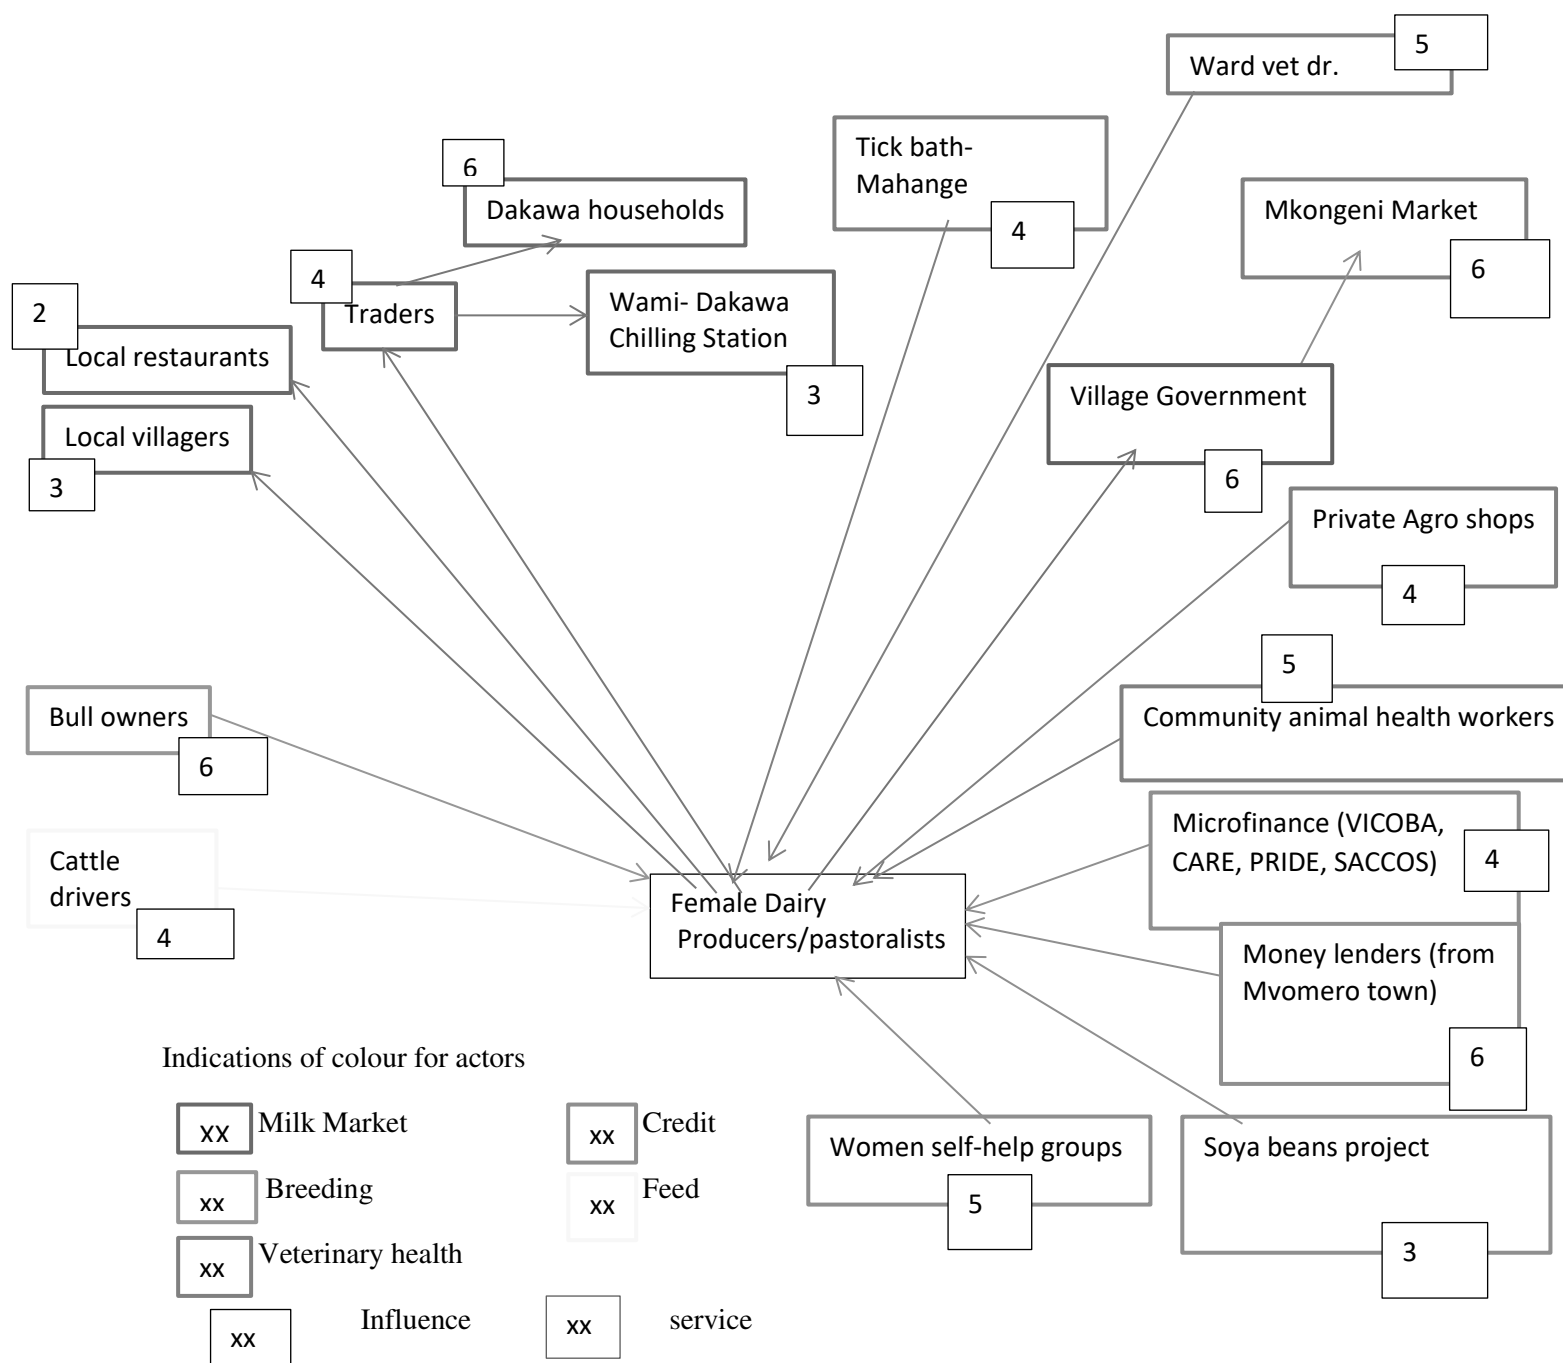 5
Ward vet dr.
Tick bath-
Mahange
4
6
Dakawa households
Mkongeni Market
6
4
Traders
Wami- Dakawa
Chilling Station
3
2
Local restaurants
Local villagers
3
Village Government
6
Private Agro shops
4
5
Community animal health workers
Bull owners
6
Microfinance (VICOBA,
CARE, PRIDE, SACCOS)
4
Cattle
drivers
4
Female Dairy
Producers/pastoralists
Money lenders (from
Mvomero town)
6
Women self-help groups
5
Soya beans project
3
Indications of colour for actors
xx Milk Market
xx Credit
xx Breeding
xx Feed
xx Veterinary health
xx Influence
xx service